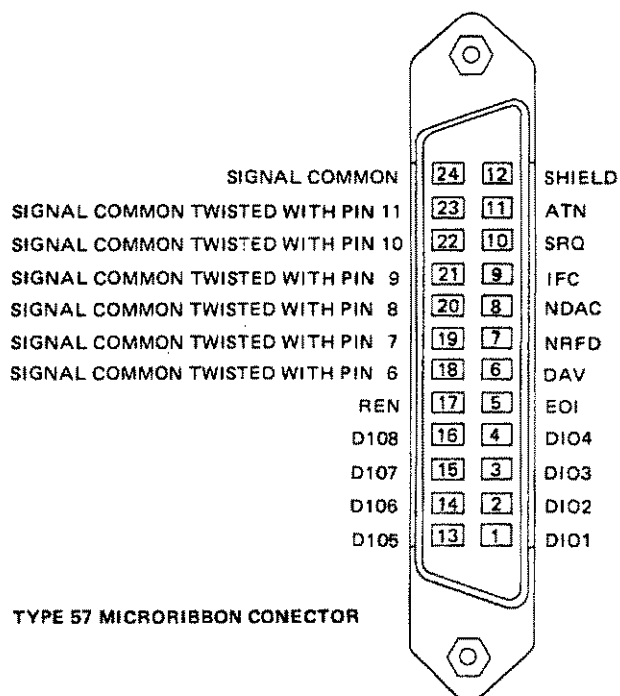 SIGNAL COMMON 24 12 SHIELD
SIGNAL COMMON TWISTED WITH PIN 11 23 11 ATN
SIGNAL COMMON TWISTED WITH PIN 10 22 10 SRQ
SIGNAL COMMON TWISTED WITH PIN 9 21 9 IFC
SIGNAL COMMON TWISTED WITH PIN 8 20 8 NDAC
SIGNAL COMMON TWISTED WITH PIN 7 19 7 NRFD
SIGNAL COMMON TWISTED WITH PIN 6 18 6 DAV
REN 17 5 EOI
D108 16 4 DIO4
D107 15 3 DIO3
D106 14 2 DIO2
D105 13 1 DIO1
TYPE 57 MICRORIBBON CONECTOR